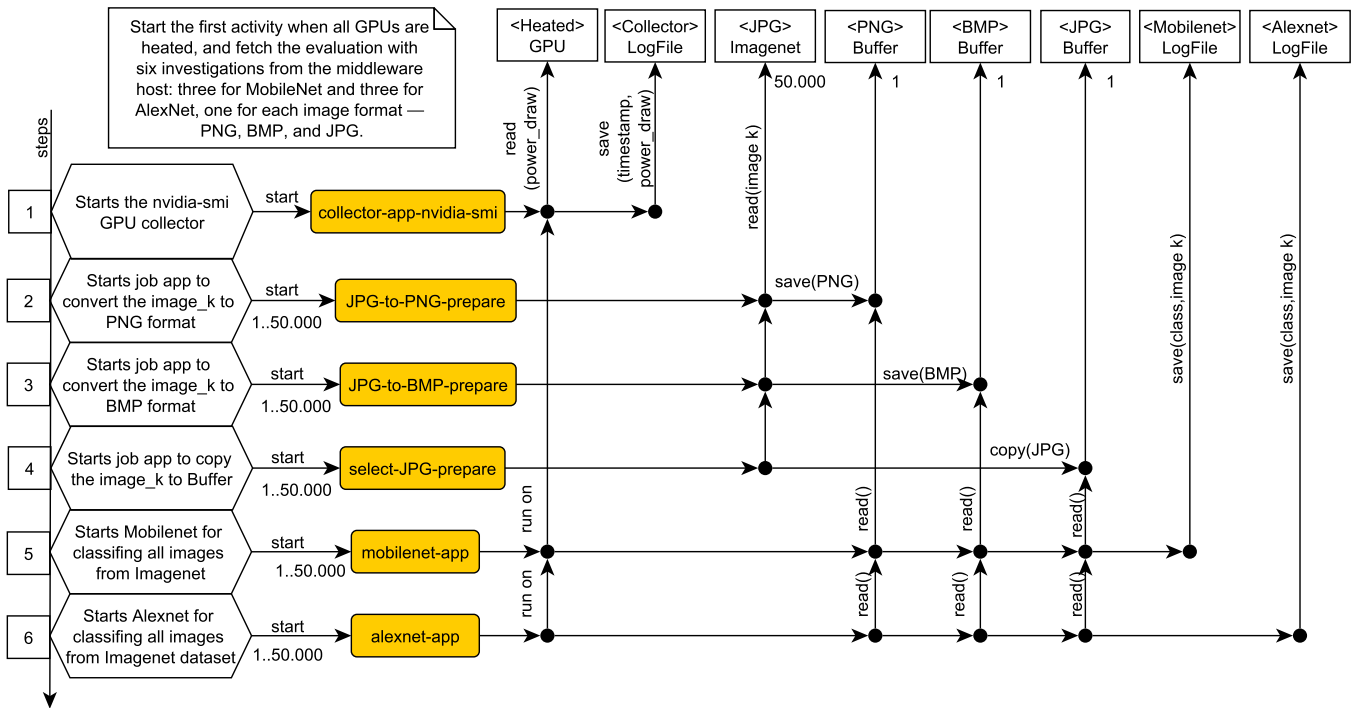 Start the first activity when all GPUs are
heated, and fetch the evaluation with
six investigations from the middleware
host: three for MobileNet and three for
AlexNet, one for each image format —
PNG, BMP, and JPG.
<Heated>
GPU
<Collector>
LogFile
<JPG>
Imagenet
<PNG>
Buffer
<BMP>
Buffer
<JPG>
Buffer
<Mobilenet>
LogFile
<Alexnet>
LogFile
50.000
1
1
1
steps
read
(power_draw)
save
(timestamp,
power_draw)
read(image k)
save(class,image k)
save(class,image k)
1
Starts the nvidia-smi
GPU collector
start
collector-app-nvidia-smi
2
Starts job app to
convert the image_k to
PNG format
start
1..50.000
JPG-to-PNG-prepare
save(PNG)
3
Starts job app to
convert the image_k to
BMP format
start
1..50.000
JPG-to-BMP-prepare
save(BMP)
4
Starts job app to copy
the image_k to Buffer
start
1..50.000
select-JPG-prepare
copy(JPG)
5
Starts Mobilenet for
classifing all images
from Imagenet
start
1..50.000
mobilenet-app
run on
read()
read()
read()
6
Starts Alexnet for
classifing all images
from Imagenet dataset
start
1..50.000
alexnet-app
run on
read()
read()
read()